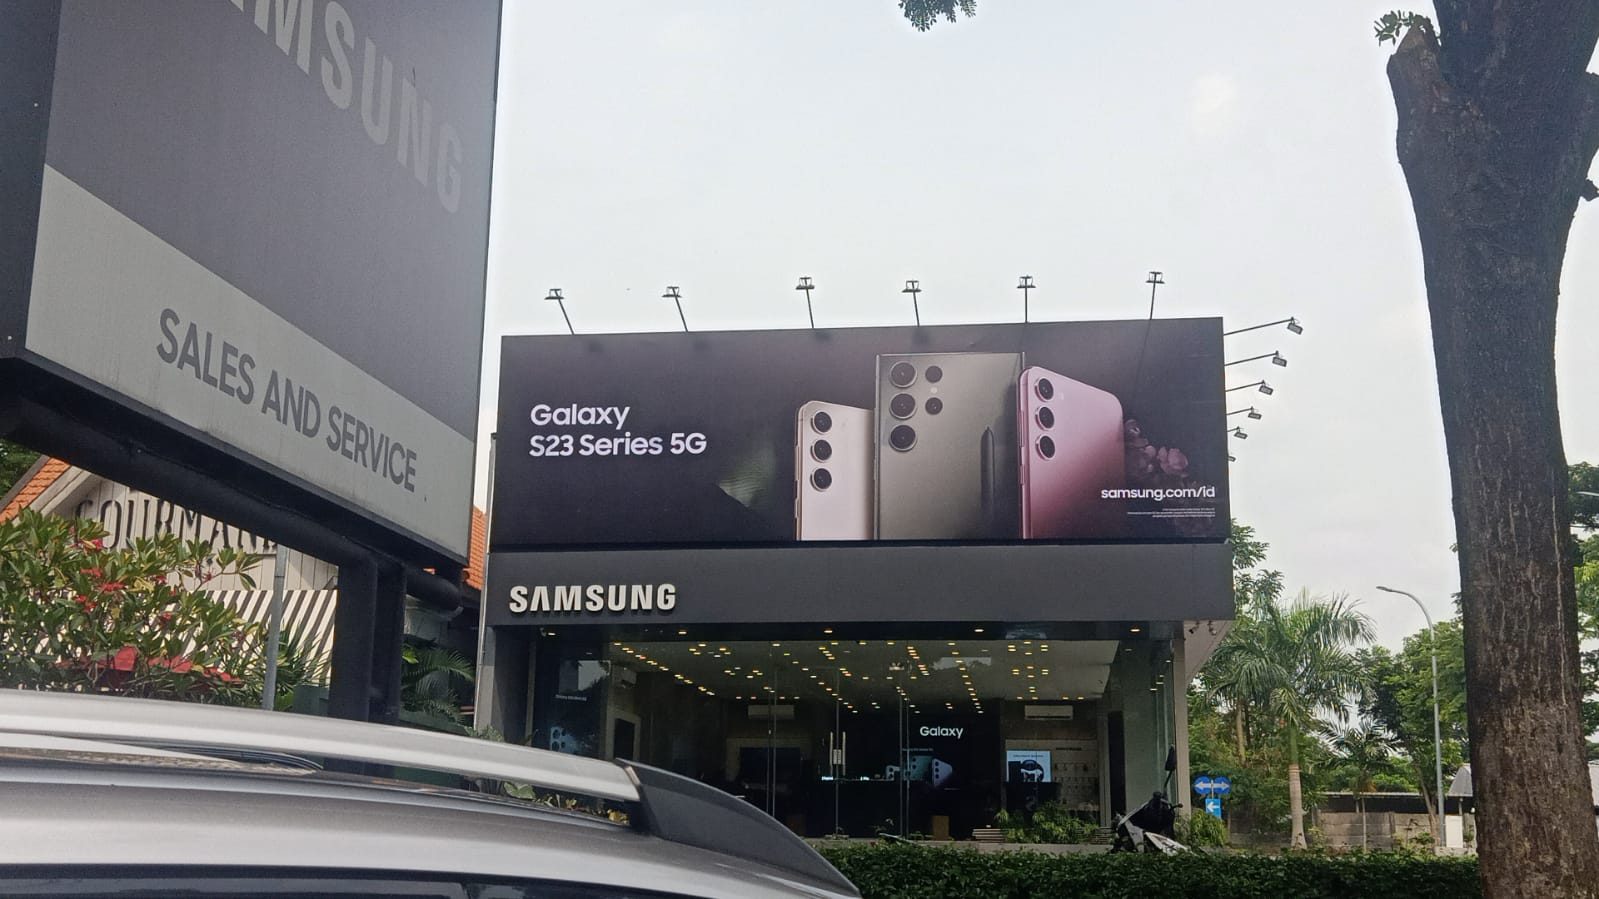 SAMSUNG
SALES AND SERVICE
Galaxy
S23 Series 5G
samsung.com/id
SAMSUNG
Galaxy